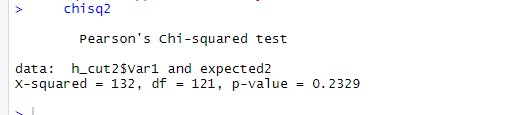 > chisq2
Pearson's Chi-squared test
data: h_cut2$Var1 and expected2
X-squared = 132, df = 121, p-value = 0.2329
>